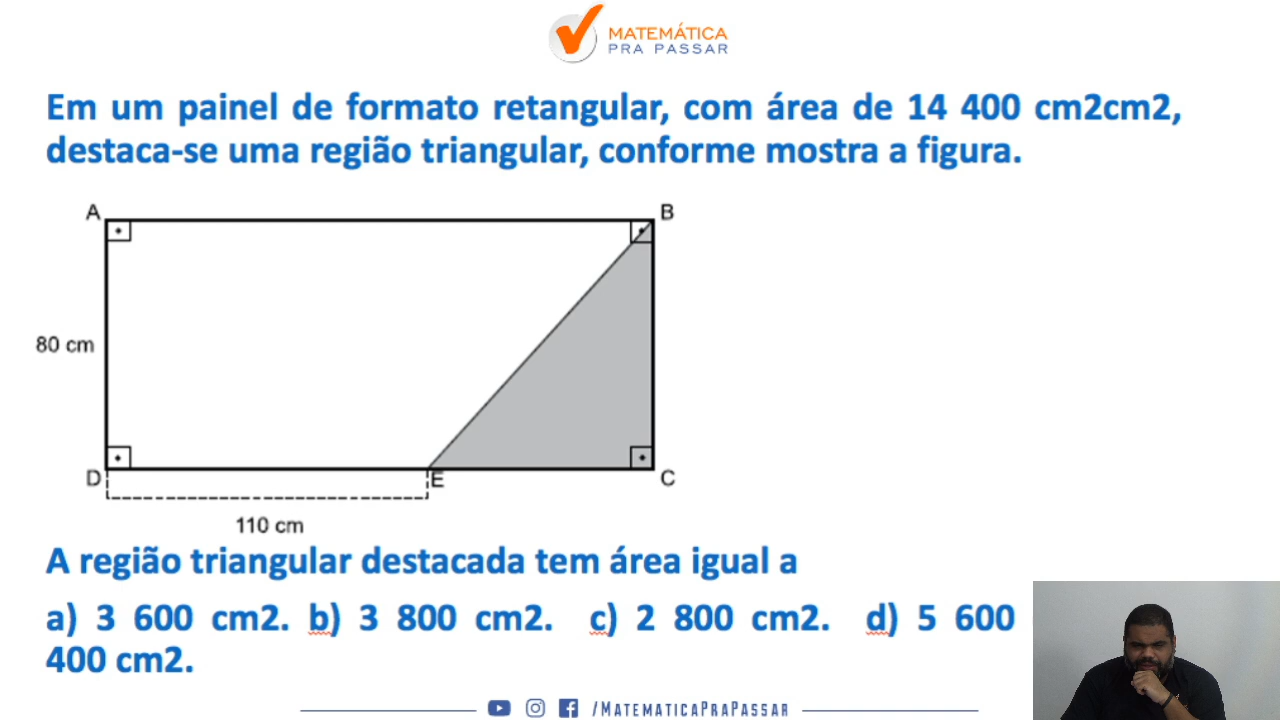 MATEMÁTICA
PRA PASSAR
Em um painel de formato retangular, com área de 14 400 cm2cm2,
destaca-se uma região triangular, conforme mostra a figura.
A
B
80 cm
D
E
C
110 cm
A região triangular destacada tem área igual a
a) 3 600 cm2. b) 3 800 cm2. c) 2 800 cm2. d) 5 600
400 cm2.
/MATEMATICAPRAPASSAR